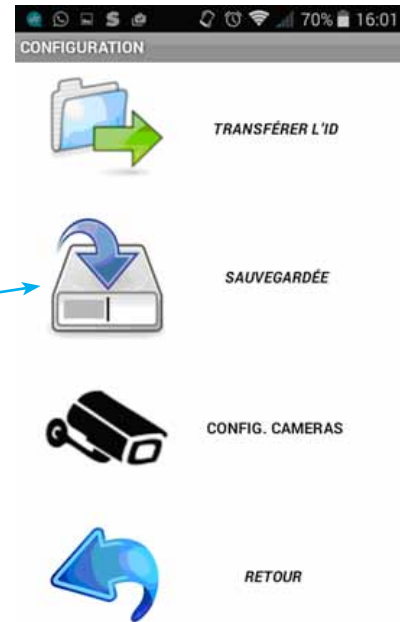 70% 16:01
CONFIGURATION
TRANSFÉRER L'ID
SAUVEGARDÉE
CONFIG. CAMERAS
RETOUR